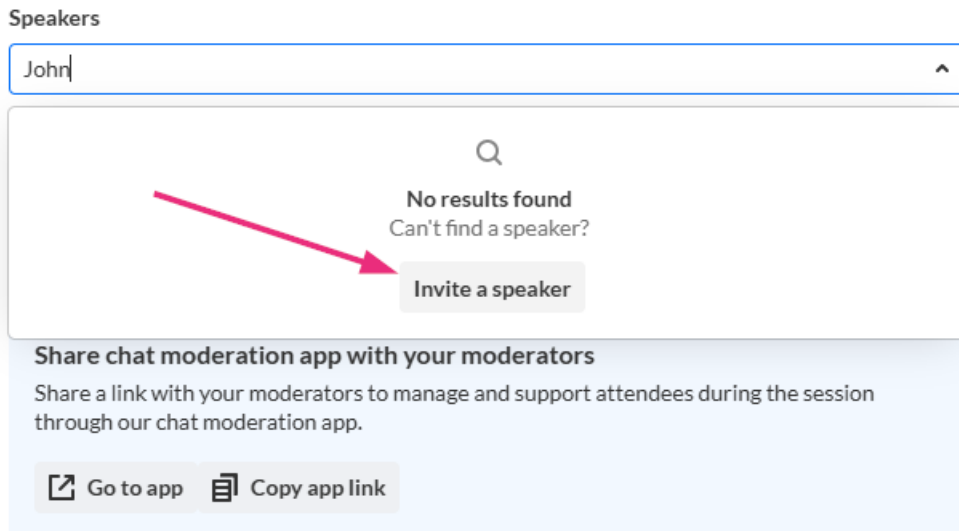 Speakers
John
No results found
Can't find a speaker?
Invite a speaker
Share chat moderation app with your moderators
Share a link with your moderators to manage and support attendees during the session
through our chat moderation app.
Go to app Copy app link